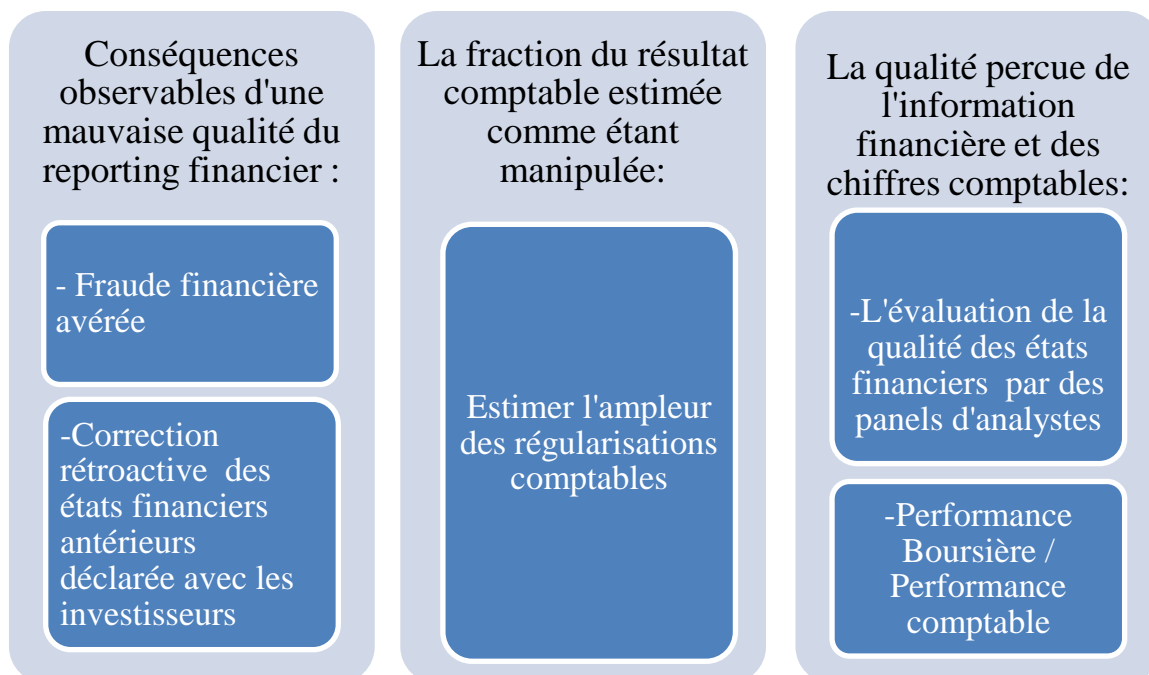 Conséquences
observables d'une
mauvaise qualité du
reporting financier :
- Fraude financière
avérée
-Correction
rétroactive des
états financiers
antérieurs
déclarée avec les
investisseurs
La fraction du résultat
comptable estimée
comme étant
manipulée:
Estimer l'ampleur
des régularisations
comptables
La qualité percue de
l'information
financière et des
chiffres comptables:
-L'évaluation de la
qualité des états
financiers par des
panels d'analystes
-Performance
Boursière /
Performance
comptable